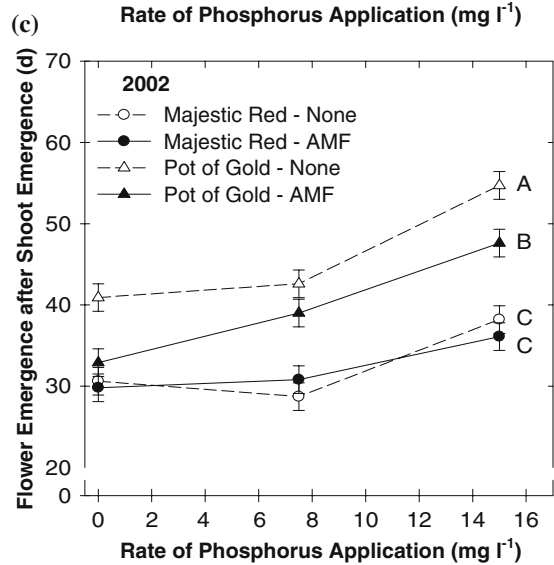 Rate of Phosphorus Application (mg l-1)
(c)
Flower Emergence after Shoot Emergence (d)
70
60
50
40
30
20
0
2002
Majestic Red - None
Majestic Red - AMF
Pot of Gold - None
Pot of Gold - AMF
A
B
C
C
0 2 4 6 8 10 12 14 16
Rate of Phosphorus Application (mg l-1)